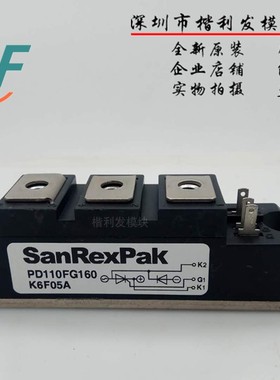 F
深圳市楷利发模
全新原装
企业店铺
实物拍摄
楷利发模块
SanRexPak
PD110FG160
K6F05A
K2
G1
K1